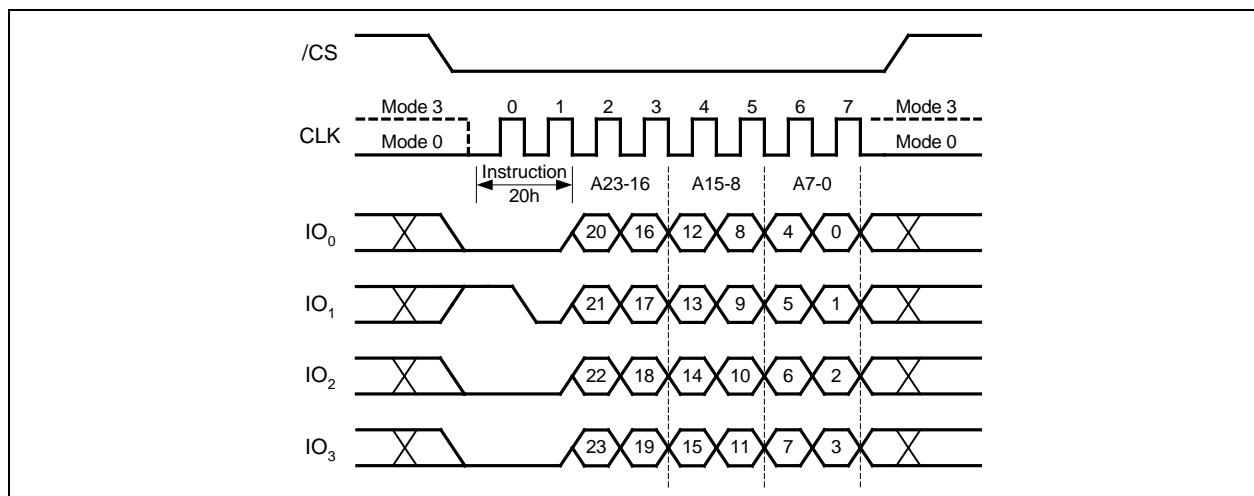 /CS
Mode 3 0 1 2 3 4 5 6 7 Mode 3
CLK
Mode 0 Mode 0
Instruction
20h
A23-16 A15-8 A7-0
IO0 20 16 12 8 4 0
IO1 21 17 13 9 5 1
IO2 22 18 14 10 6 2
IO3 23 19 15 11 7 3